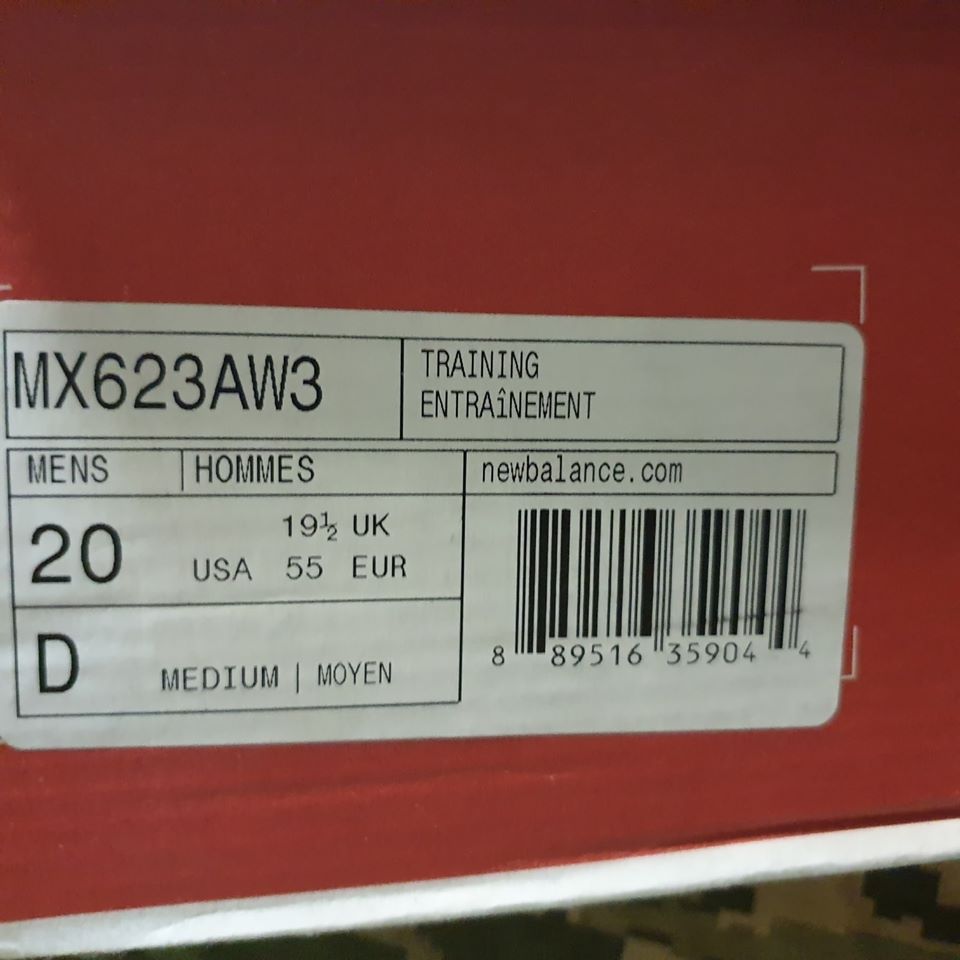 MX623AW3
TRAINING
ENTRAîNEMENT
MENS | HOMMES
newbalance.com
20
19½ UK
USA 55 EUR
D
MEDIUM | MOYEN
8 89516 35904 4